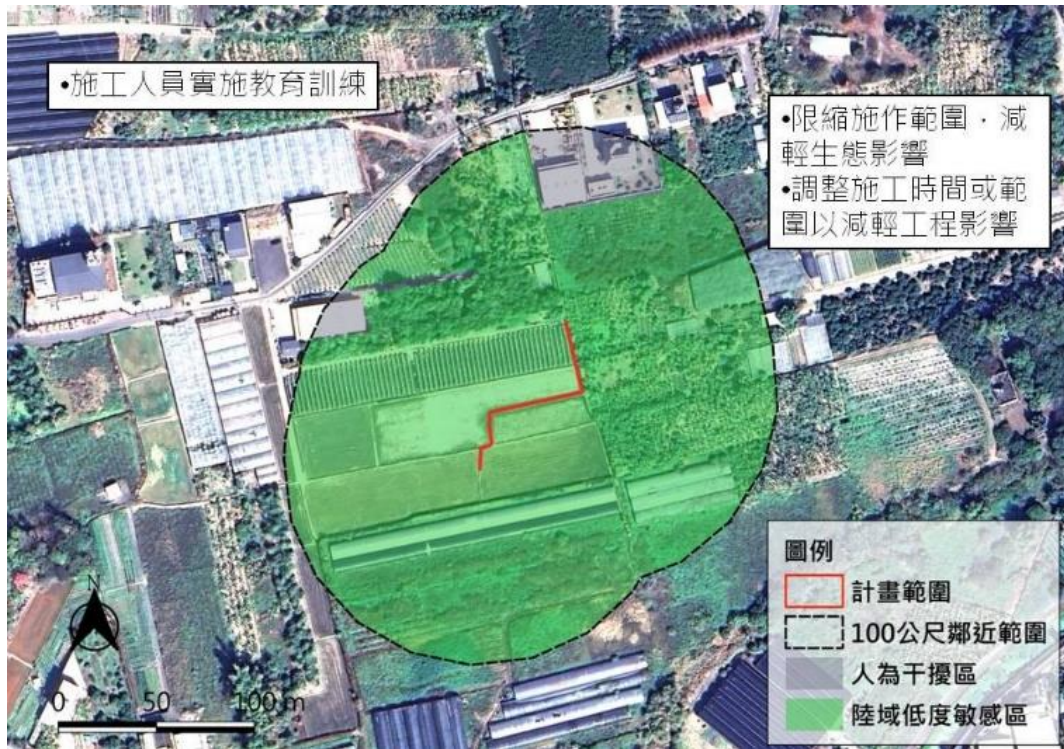 •施工人員實施教育訓練
•限縮施作範圍，減
輕生態影響
•調整施工時間或範
圍以減輕工程影響
圖例
計畫範圍
100公尺鄰近範圍
人為干擾區
陸域低度敏感區
N
0 50 100 m